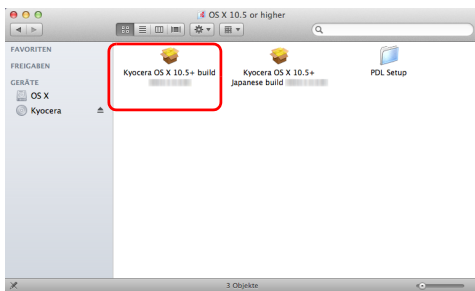 OS X 10.5 or higher
FAVORITEN
FREIGABEN
GERÄTE
OS X
Kyocera
Kyocera OS X 10.5+ build
Kyocera OS X 10.5+
Japanese build
PDL Setup
3 Objekte